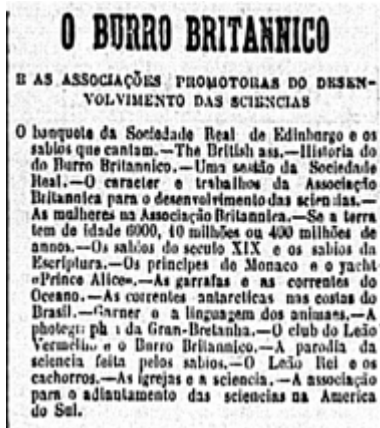 O BURRO BRITANNICO
E AS ASSOCIAÇÕES PROMOTORAS DO DESEN-
VOLVIMENTO DAS SCIENCIAS
O banquete da Sociedade Real de Edinburgo e os
sabios que cantam.—The British ass.—Historia do
do Burro Britannico.—Uma sessão da Sociedade
Real.—O caracter e trabalhos da Associação
Britannica para o desenvolvimento das sciencias.—
As mulheres na Associação Britannica.—Se a terra
tem de idade 6000, 10 milhões ou 400 milhões de
annos.—Os sabios do seculo XIX e os sabios da
Escriptura.—Os principes de Monaco e o yacht
«Prince Alice».—As garrafas e as correntes do
Oceano.—As correntes antarcticas nas costas do
Brasil.—Garner e a linguagem dos animaes.—A
photographia da Gran-Bretanha.—O club do Leão
Vermelho e o Burro Britannico.—A parodia da
sciencia feita pelos sabios.—O Leão Rei e os
cachorros.—As igrejas e a sciencia.—A associação
para o adiantamento das sciencias na America
do Sul.